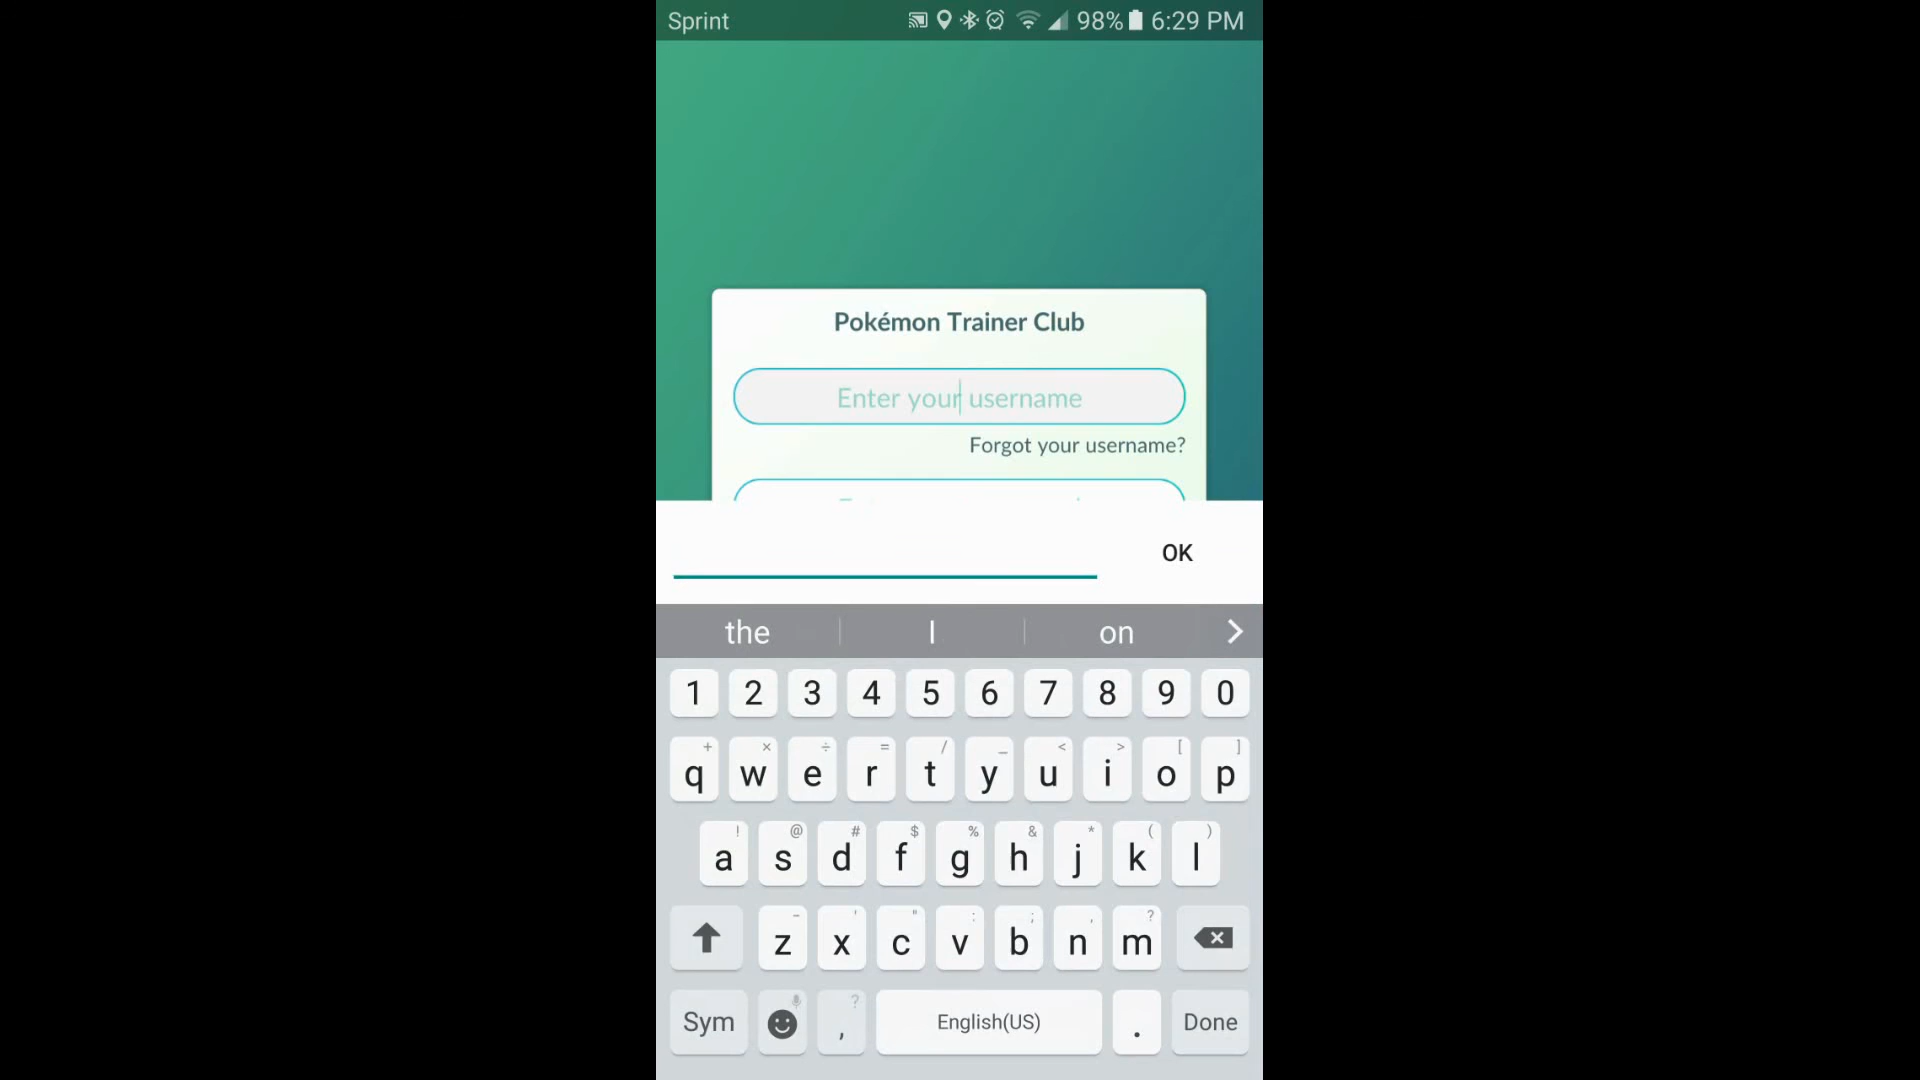 Sprint 98% 6:29 PM
Pokémon Trainer Club
Enter your username
Forgot your username?
OK
the I on
1 2 3 4 5 6 7 8 9 0
+ × ÷ = / _ < > [ ]
q w e r t y u i o p
! @ # $ % & * ( )
a s d f g h j k l
- ' " : ; , ?
z x c v b n m
?
Sym , English(US) . Done